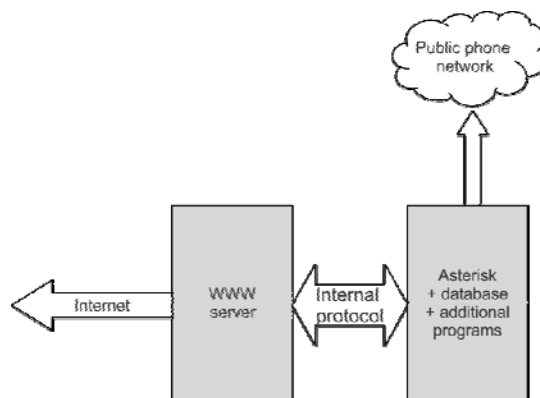 Public phone
network
Internet
WWW
server
Internal
protocol
Asterisk
+ database
+ additional
programs